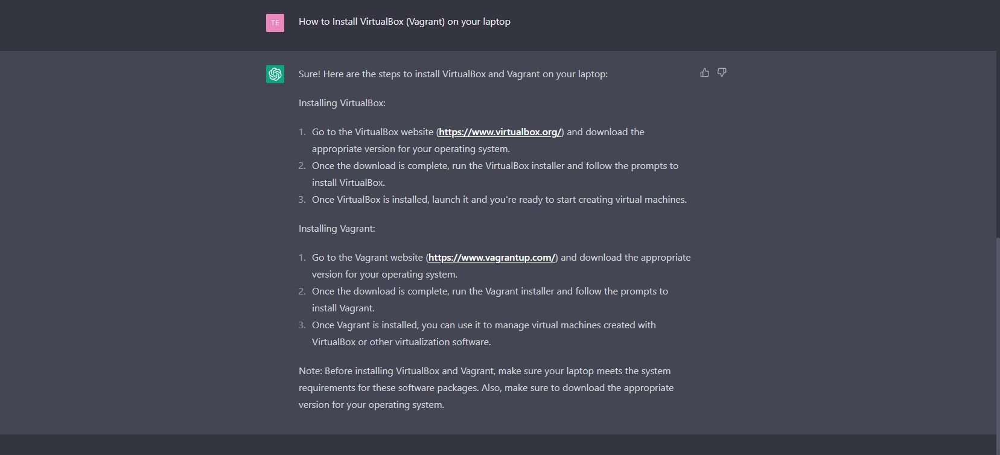 TE
How to Install VirtualBox (Vagrant) on your laptop
Sure! Here are the steps to install VirtualBox and Vagrant on your laptop:
Installing VirtualBox:
1. Go to the VirtualBox website (https://www.virtualbox.org/) and download the
appropriate version for your operating system.
2. Once the download is complete, run the VirtualBox installer and follow the prompts to
install VirtualBox.
3. Once VirtualBox is installed, launch it and you're ready to start creating virtual machines.
Installing Vagrant:
1. Go to the Vagrant website (https://www.vagrantup.com/) and download the appropriate
version for your operating system.
2. Once the download is complete, run the Vagrant installer and follow the prompts to
install Vagrant.
3. Once Vagrant is installed, you can use it to manage virtual machines created with
VirtualBox or other virtualization software.
Note: Before installing VirtualBox and Vagrant, make sure your laptop meets the system
requirements for these software packages. Also, make sure to download the appropriate
version for your operating system.